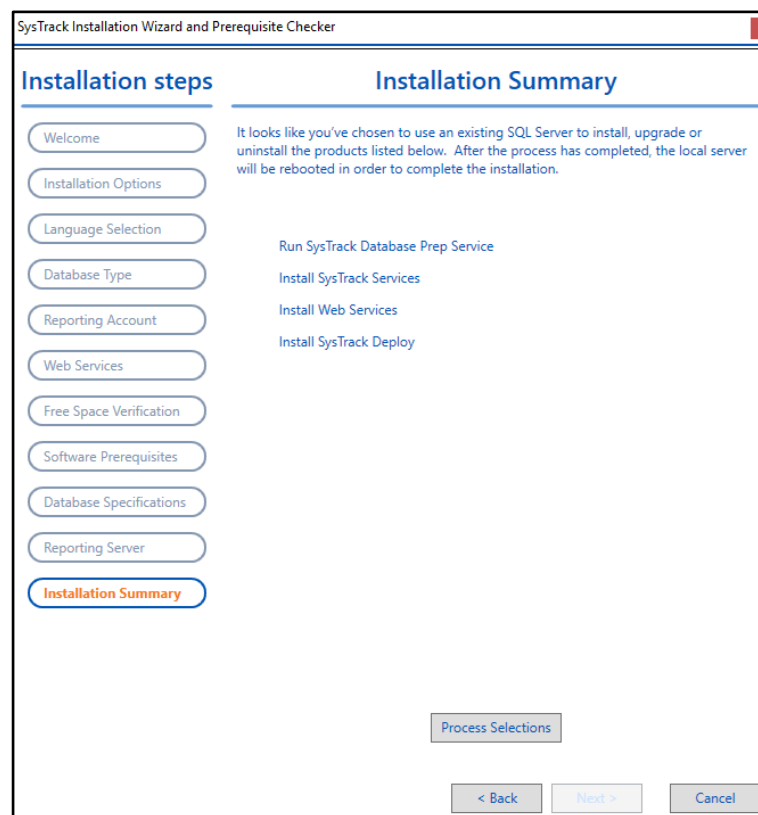 SysTrack Installation Wizard and Prerequisite Checker
Installation steps
Welcome
Installation Options
Language Selection
Database Type
Reporting Account
Web Services
Free Space Verification
Software Prerequisites
Database Specifications
Reporting Server
Installation Summary
Installation Summary
It looks like you've chosen to use an existing SQL Server to install, upgrade or
uninstall the products listed below.  After the process has completed, the local server
will be rebooted in order to complete the installation.
Run SysTrack Database Prep Service
Install SysTrack Services
Install Web Services
Install SysTrack Deploy
Process Selections
< Back
Next >
Cancel